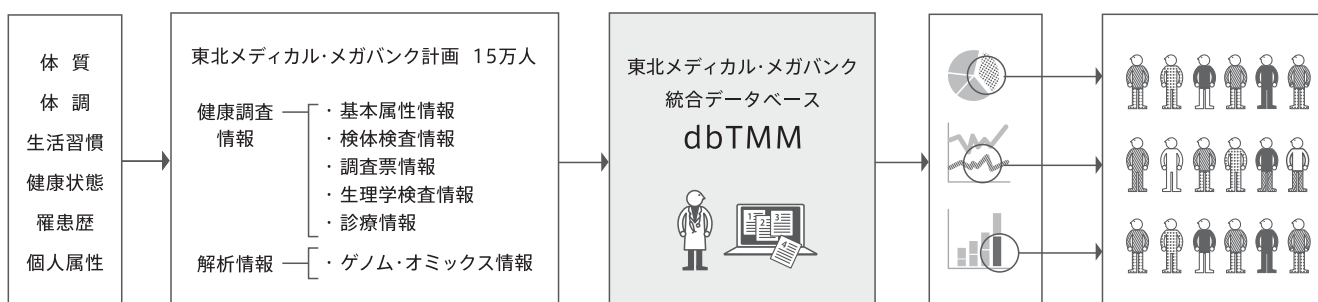 体 質
体 調
生活習慣
健康状態
罹患歴
個人属性
東北メディカル・メガバンク計画 15万人
健康調査
情報
・基本属性情報
・検体検査情報
・調査票情報
・生理学検査情報
・診療情報
解析情報
・ゲノム・オミックス情報
東北メディカル・メガバンク
統合データベース
dbTMM
1
2
3
4